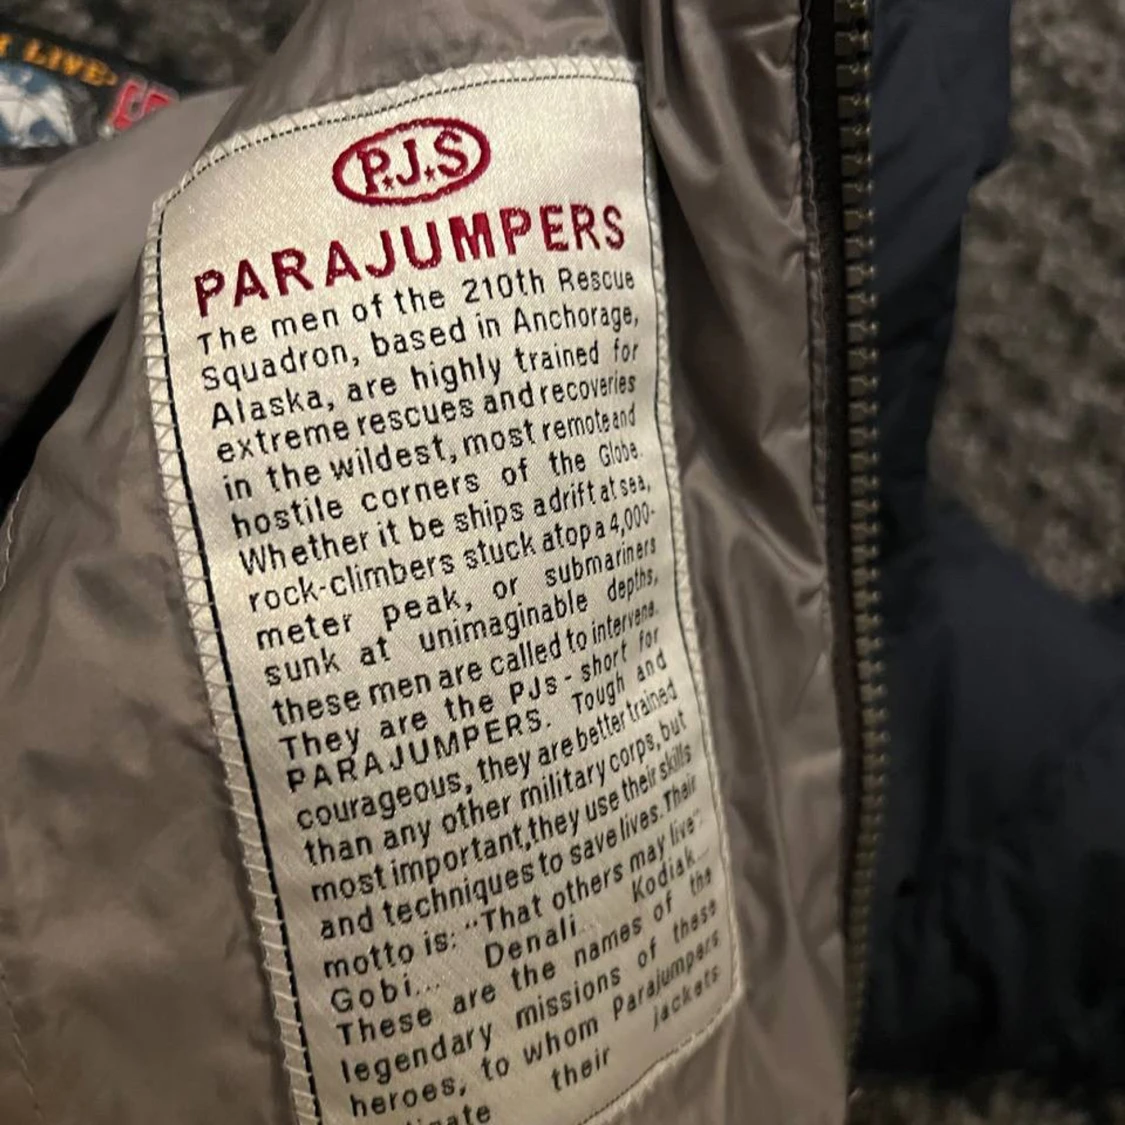 LIVE
P.J.S
PARAJUMPERS
The men of the 210th Rescue
Squadron, based in Anchorage,
Alaska, are highly trained for
extreme rescues and recoveries
in the wildest, most remote and
hostile corners of the Globe.
Whether it be ships adrift at sea,
rock-climbers stuck atop a 4,000-
meter peak, or submariners
sunk at unimaginable depths,
these men are called to intervene.
They are the PJs - short for
PARAJUMPERS. Tough and
courageous, they are better trained
than any other military corps, but
most important, they use their skills
and techniques to save lives. Their
motto is: "That others may live".
Gobi... Denali... Kodiak...
These are the names of the
legendary missions of these
heroes, to whom Parajumpers
their jackets